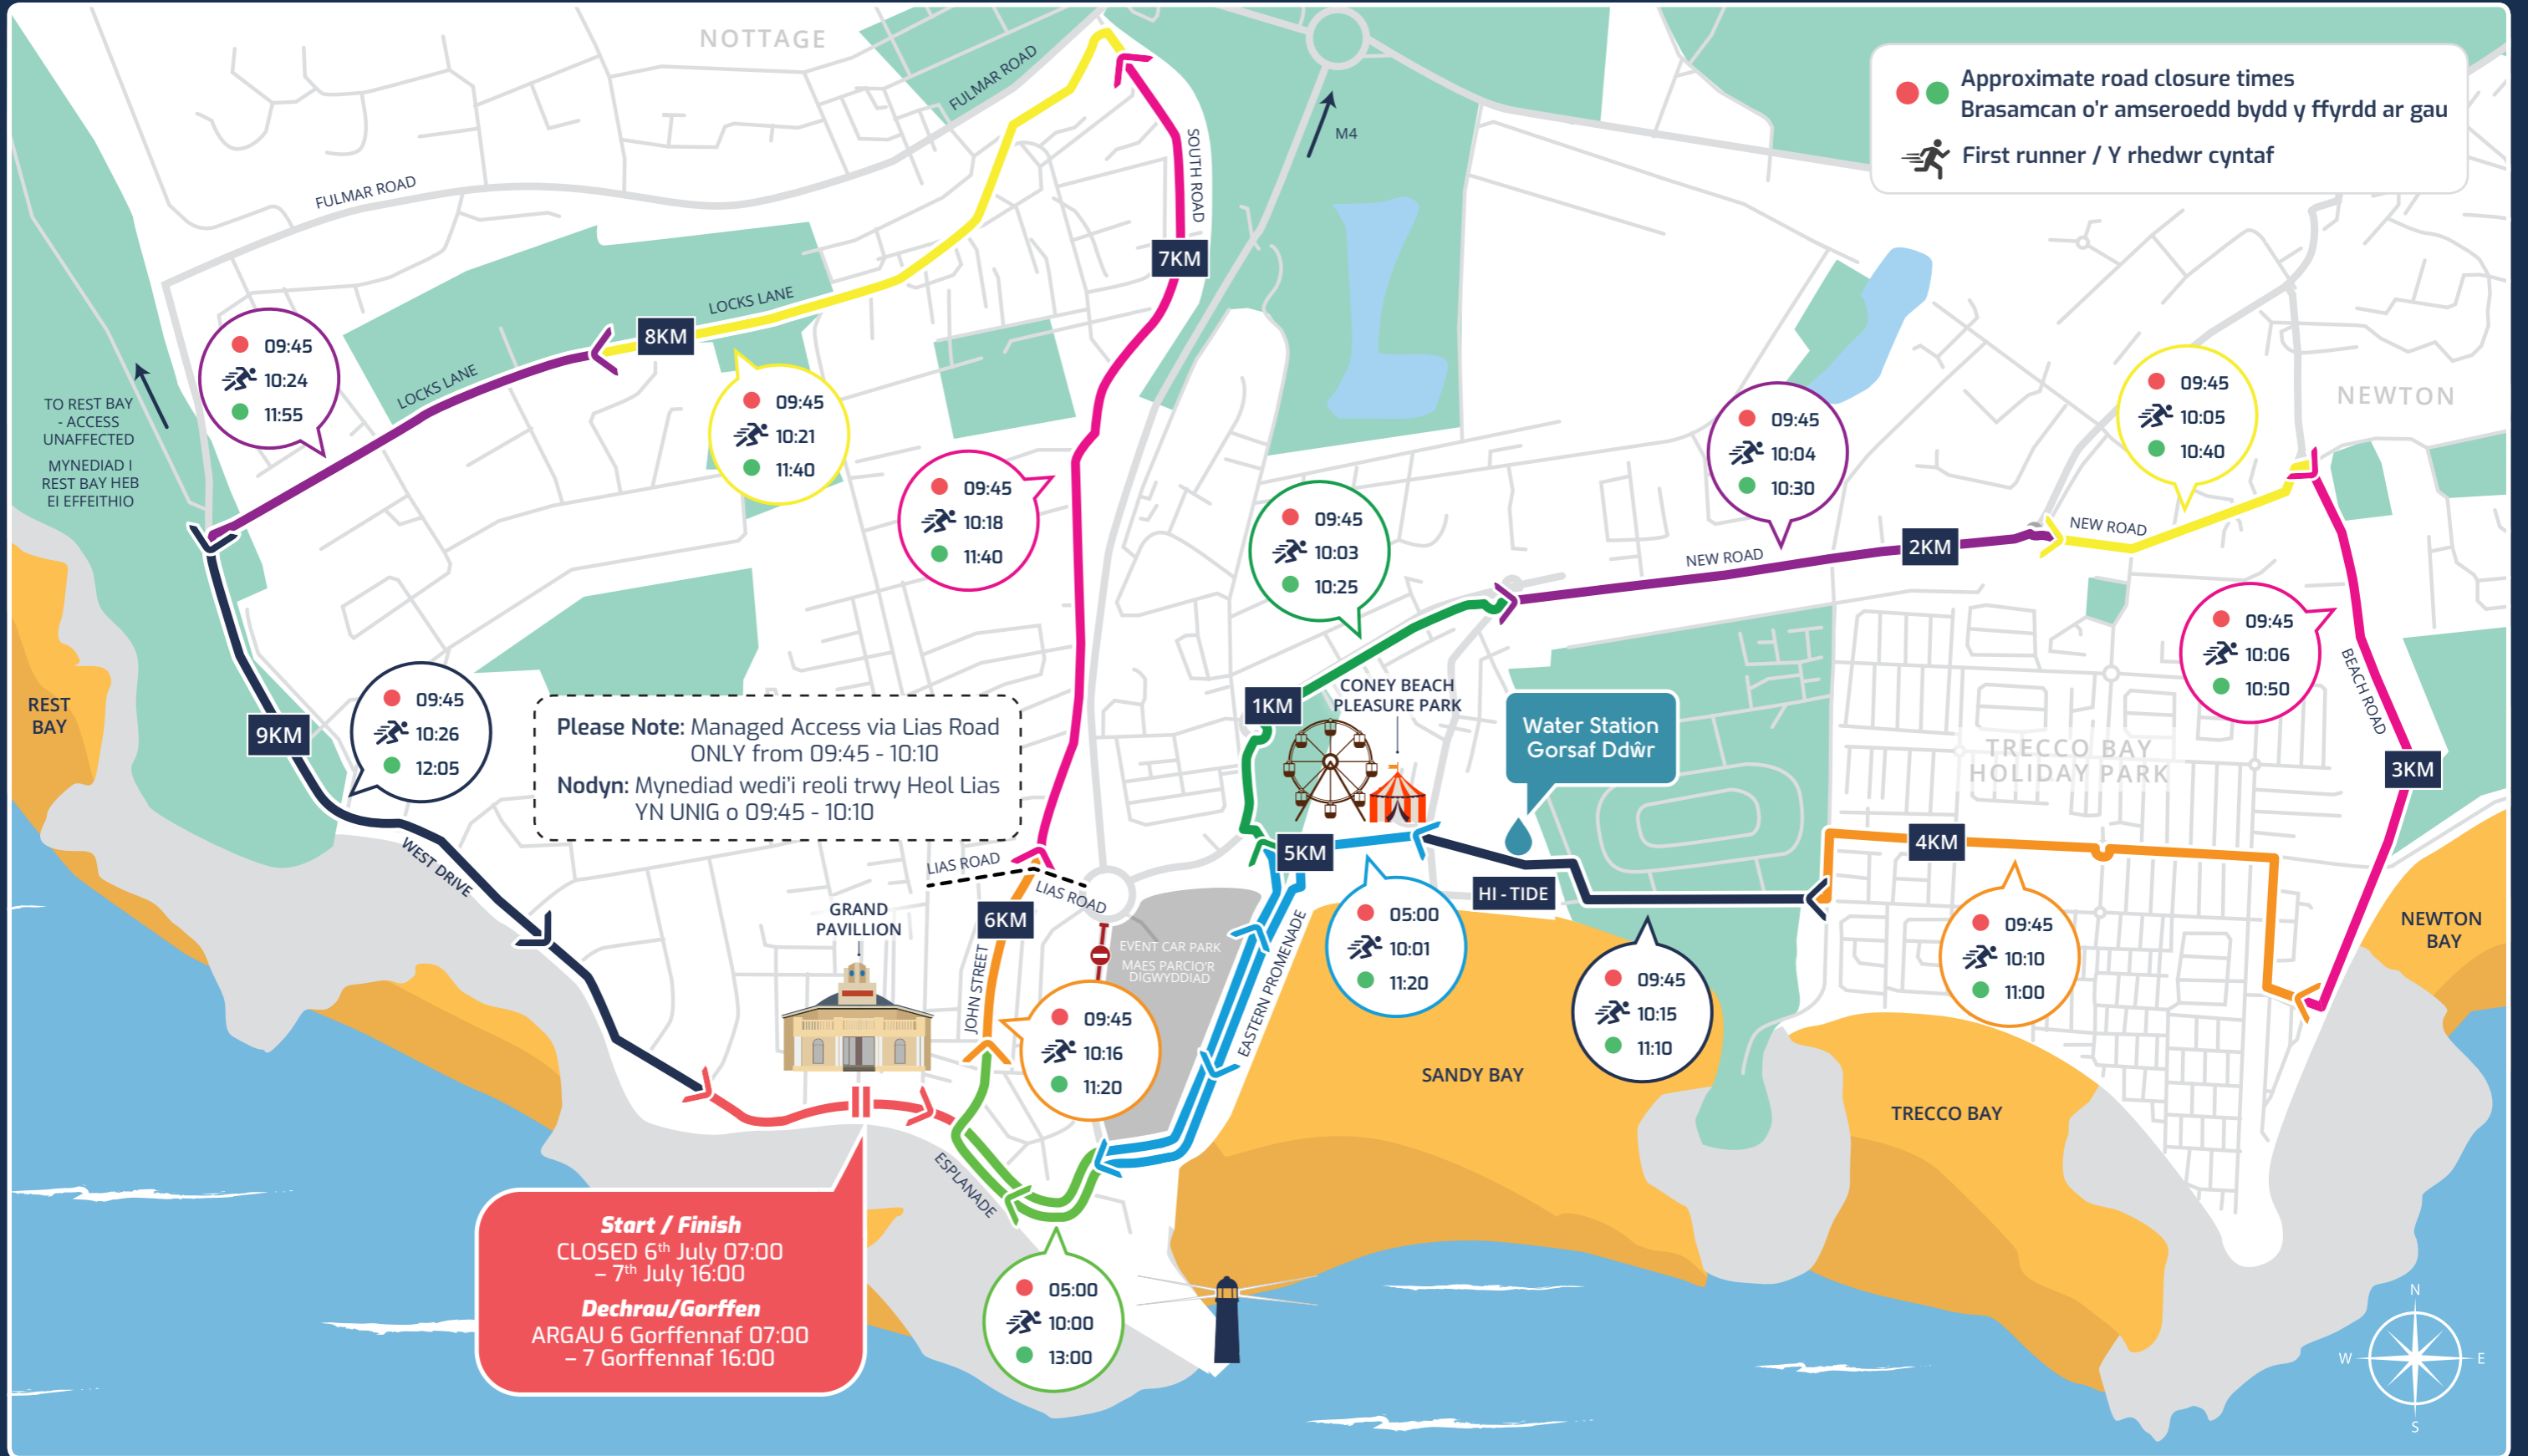 NOTTAGE
FULMAR ROAD
FULMAR ROAD
SOUTH ROAD
M4
Approximate road closure times
Brasamcan o'r amseroedd bydd y ffyrdd ar gau
First runner / Y rhedwr cyntaf
7KM
LOCKS LANE
8KM
LOCKS LANE
09:45
10:24
11:55
TO REST BAY
- ACCESS
UNAFFECTED
MYNEDIAD I
REST BAY HEB
EI EFFEITHIO
09:45
10:21
11:40
09:45
10:18
11:40
09:45
10:03
10:25
09:45
10:04
10:30
09:45
10:05
10:40
NEWTON
NEW ROAD
2KM
NEW ROAD
09:45
10:06
10:50
BEACH ROAD
3KM
REST
BAY
9KM
09:45
10:26
12:05
WEST DRIVE
Please Note: Managed Access via Lias Road
ONLY from 09:45 - 10:10
Nodyn: Mynediad wedi'i reoli trwy Heol Lias
YN UNIG o 09:45 - 10:10
1KM
CONEY BEACH
PLEASURE PARK
Water Station
Gorsaf Ddŵr
TRECCO BAY
HOLIDAY PARK
LIAS ROAD
LIAS ROAD
5KM
HI - TIDE
4KM
GRAND
PAVILLION
6KM
JOHN STREET
EVENT CAR PARK
MAES PARCIO'R
DIGWYDDIAD
EASTERN PROMENADE
05:00
10:01
11:20
09:45
10:15
11:10
09:45
10:10
11:00
NEWTON
BAY
09:45
10:16
11:20
SANDY BAY
TRECCO BAY
ESPLANADE
Start / Finish
CLOSED 6th July 07:00
– 7th July 16:00
Dechrau/Gorffen
ARGAU 6 Gorffennaf 07:00
– 7 Gorffennaf 16:00
05:00
10:00
13:00
N
W
E
S